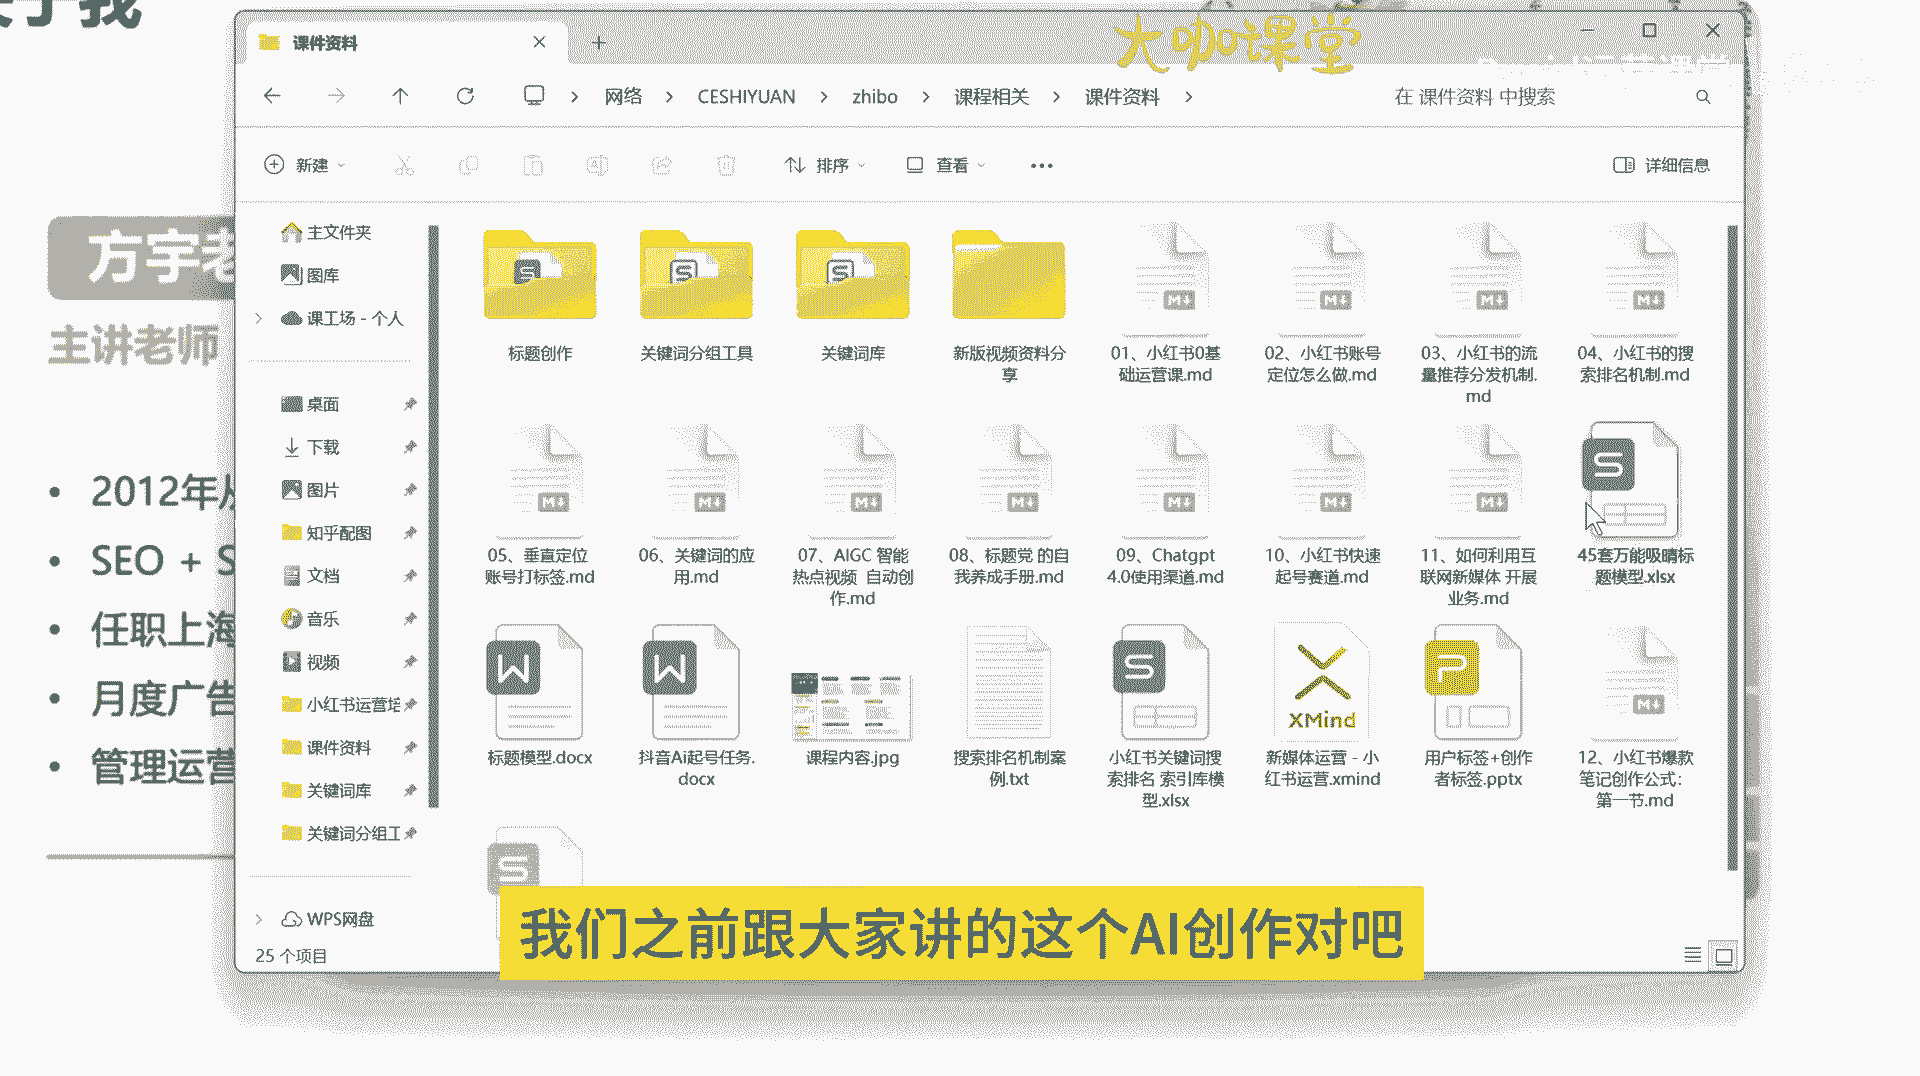 关于我
大咖课堂
课件资料
网络
CESHIYUAN
zhibo
课程相关
课件资料
在 课件资料 中搜索
新建
排序
查看
详细信息
方宇老
主讲老师
2012年从
SEO + S
任职上海
月度广告
管理运营
主文件夹
图库
课工场 - 个人
桌面
下载
图片
知乎配图
文档
音乐
视频
小红书运营培
课件资料
关键词库
关键词分组工
WPS网盘
25 个项目
标题创作
关键词分组工具
关键词库
新版视频资料分
享
01、小红书0基
础运营课.md
02、小红书账号
定位怎么做.md
03、小红书的流
量推荐分发机制.
md
04、小红书的搜
索排名机制.md
05、垂直定位
账号打标签.md
06、关键词的应
用.md
07、AIGC 智能
热点视频 自动创
作.md
08、标题党 的自
我养成手册.md
09、Chatgpt
4.0使用渠道.md
10、小红书快速
起号赛道.md
11、如何利用互
联网新媒体 开展
业务.md
45套万能吸睛标
题模型.xlsx
标题模型.docx
抖音Ai起号任务.
docx
课程内容.jpg
搜索排名机制案
例.txt
小红书关键词搜
索排名 索引库模
型.xlsx
XMind
新媒体运营 - 小
红书运营.xmind
用户标签+创作
者标签.pptx
12、小红书爆款
笔记创作公式：
第一节.md
我们之前跟大家讲的这个AI创作对吧